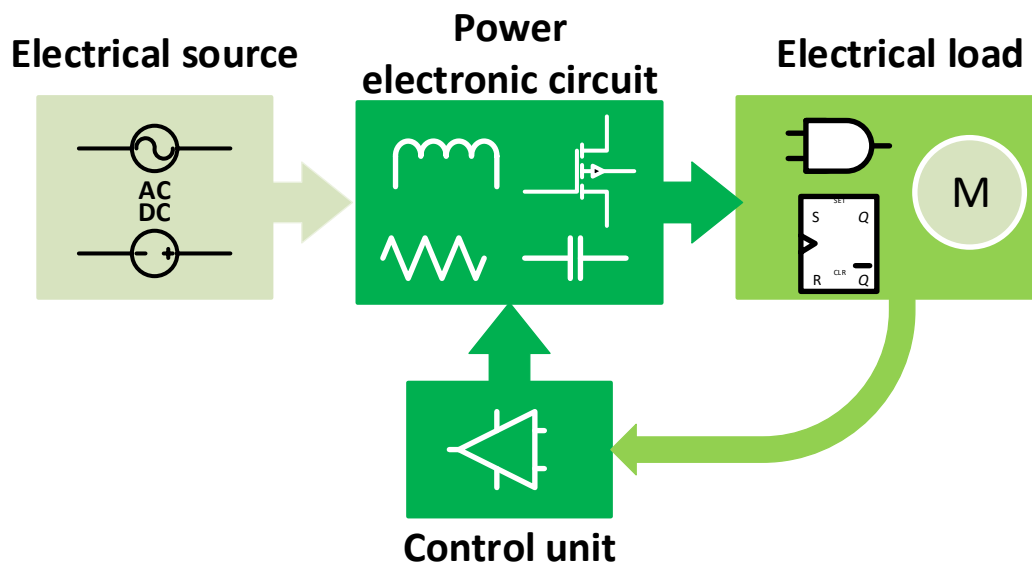 Electrical source
Power
electronic circuit
Electrical load
AC
DC
- +
M
SET
S Q
CLR
R Q
Control unit